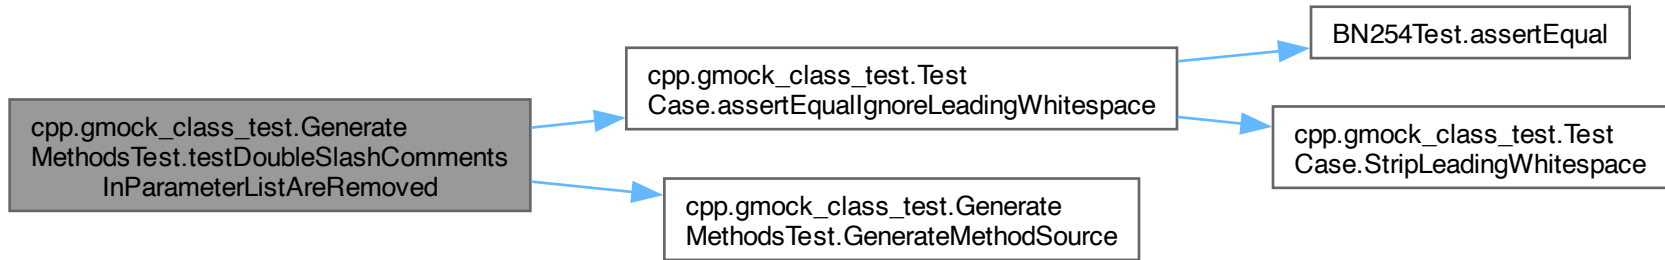 cpp.gmock_class_test.Generate
MethodsTest.testDoubleSlashComments
InParameterListAreRemoved
cpp.gmock_class_test.Test
Case.assertEqualIgnoreLeadingWhitespace
BN254Test.assertEqual
cpp.gmock_class_test.Test
Case.StripLeadingWhitespace
cpp.gmock_class_test.Generate
MethodsTest.GenerateMethodSource